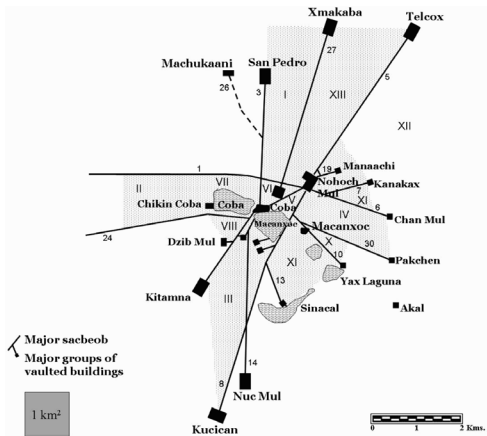 Xmakaba
Telcox
27
Machukaani
San Pedro
5
26
3
I
XIII
XII
Manaachi
19
1
VII
VI
Nohoch
Mul
Kanakax
7
II
V
XI
Chikin Coba
Coba
Coba
IV
6
Chan Mul
Macanxoc
Macanxoc
VIII
24
Dzib Mul
X
30
10
Pakchen
XI
Yax Laguna
13
Kitamna
III
Sinacal
Akal
Major sacbeob
Major groups of
vaulted buildings
14
8
Nuc Mul
1 km²
Kucican
0 1 2 Kms.